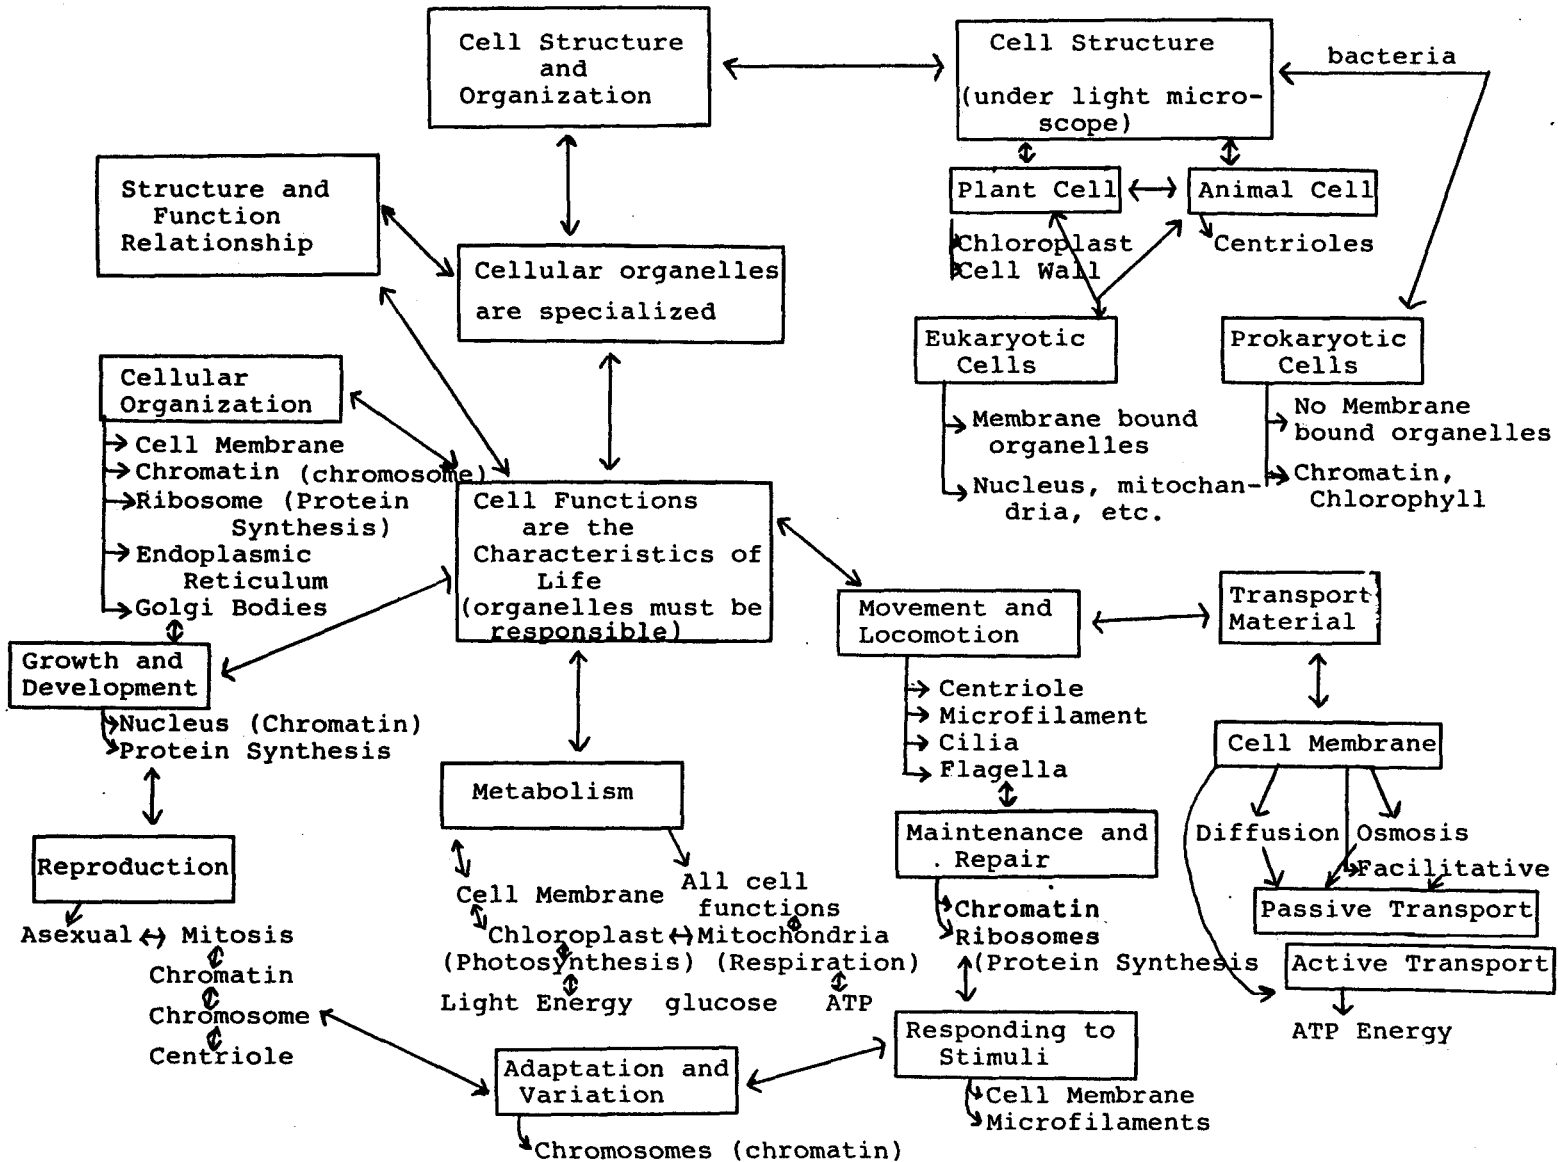 Cell Structure
and
Organization
Cell Structure
(under light micro-
scope)
bacteria
Structure and
Function
Relationship
Plant Cell
Animal Cell
Chloroplast
Cell Wall
Centrioles
Cellular organelles
are specialized
Eukaryotic
Cells
Prokaryotic
Cells
Membrane bound
organelles
Nucleus, mitochan-
dria, etc.
No Membrane
bound organelles
Chromatin,
Chlorophyll
Cellular
Organization
Cell Membrane
Chromatin (chromosome)
Ribosome (Protein
Synthesis)
Endoplasmic
Reticulum
Golgi Bodies
Cell Functions
are the
Characteristics of
Life
(organelles must be
responsible)
Growth and
Development
Nucleus (Chromatin)
Protein Synthesis
Movement and
Locomotion
Centriole
Microfilament
Cilia
Flagella
Transport
Material
Cell Membrane
Diffusion
Osmosis
Facilitative
Passive Transport
Active Transport
ATP Energy
Reproduction
Asexual
Mitosis
Chromatin
Chromosome
Centriole
Metabolism
Cell Membrane
All cell
functions
Chloroplast
Mitochondria
(Photosynthesis) (Respiration)
Light Energy glucose ATP
Maintenance and
Repair
Chromatin
Ribosomes
(Protein Synthesis
Responding to
Stimuli
Cell Membrane
Microfilaments
Adaptation and
Variation
Chromosomes (chromatin)